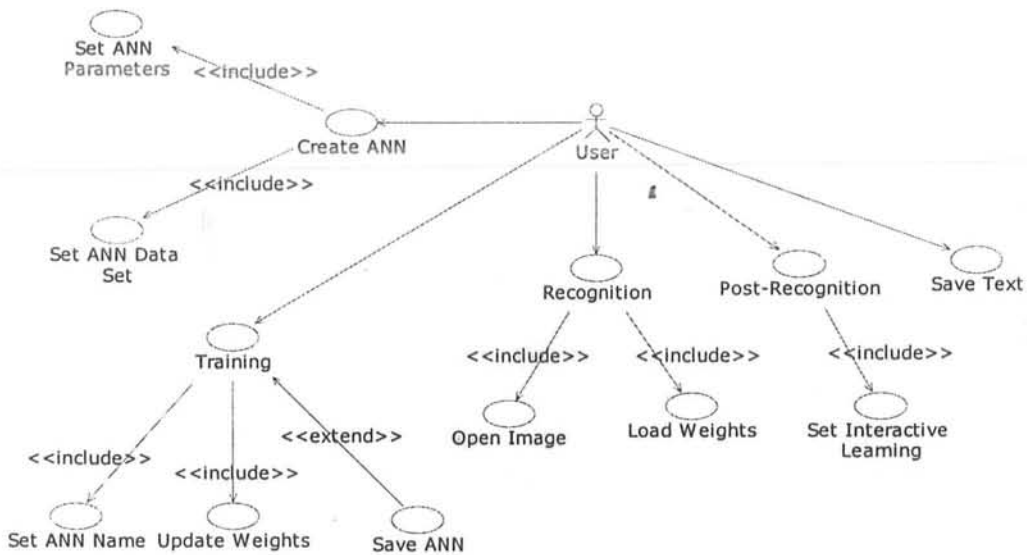 Set ANN
Parameters
<<include>>
Create ANN
User
<<include>>
Set ANN Data
Set
Recognition
Post-Recognition
Save Text
Training
<<include>>
<<include>>
<<include>>
Open Image
Load Weights
Set Interactive
Learning
<<extend>>
<<include>>
<<include>>
Set ANN Name
Update Weights
Save ANN